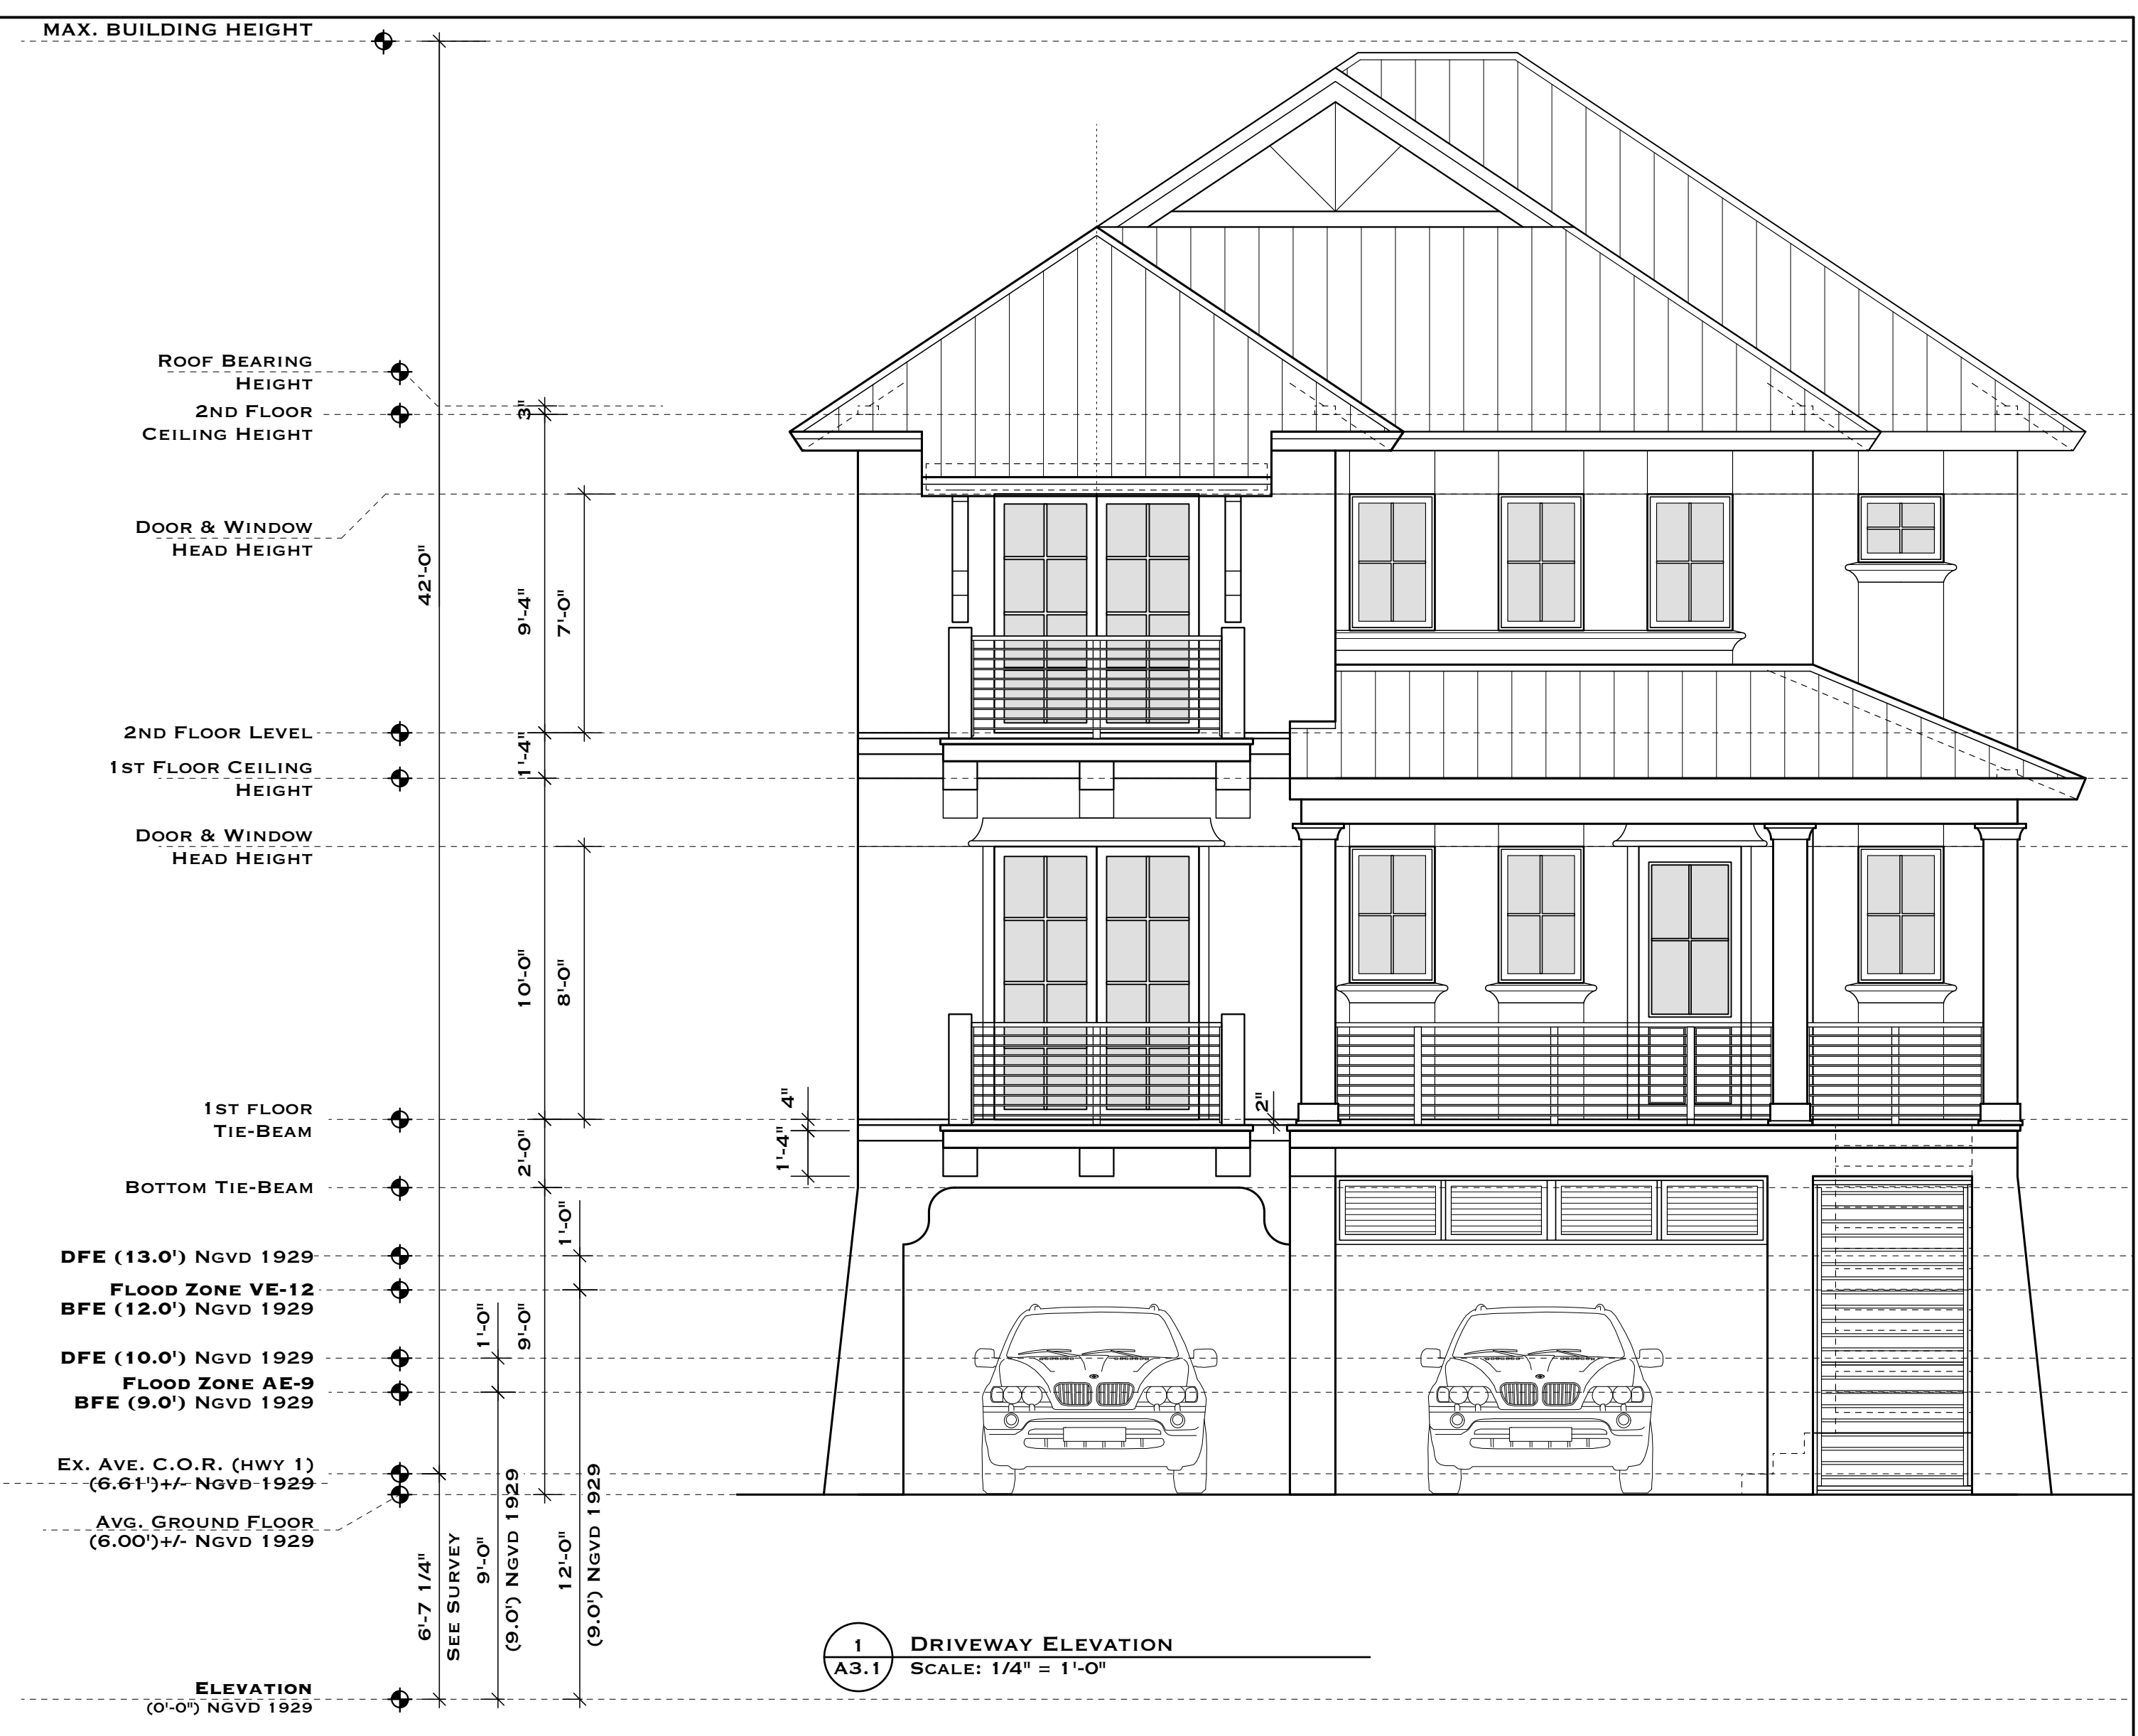 MAX. BUILDING HEIGHT
ROOF BEARING
HEIGHT
3"
2ND FLOOR
CEILING HEIGHT
DOOR & WINDOW
HEAD HEIGHT
42'-0"
9'-4"
7'-0"
2ND FLOOR LEVEL
1'-4"
1ST FLOOR CEILING
HEIGHT
DOOR & WINDOW
HEAD HEIGHT
10'-0"
8'-0"
1ST FLOOR
TIE-BEAM
4"
2"
1'-4"
2'-0"
BOTTOM TIE-BEAM
1'-0"
DFE (13.0') NGVD 1929
FLOOD ZONE VE-12
BFE (12.0') NGVD 1929
1'-0"
9'-0"
DFE (10.0') NGVD 1929
FLOOD ZONE AE-9
BFE (9.0') NGVD 1929
EX. AVE. C.O.R. (HWY 1)
(6.61')+/- NGVD 1929
AVG. GROUND FLOOR
(6.00')+/- NGVD 1929
6'-7 1/4"
SEE SURVEY
9'-0"
(9.0') NGVD 1929
12'-0"
(9.0') NGVD 1929
1
A3.1
DRIVEWAY ELEVATION
SCALE: 1/4" = 1'-0"
ELEVATION
(0'-0") NGVD 1929